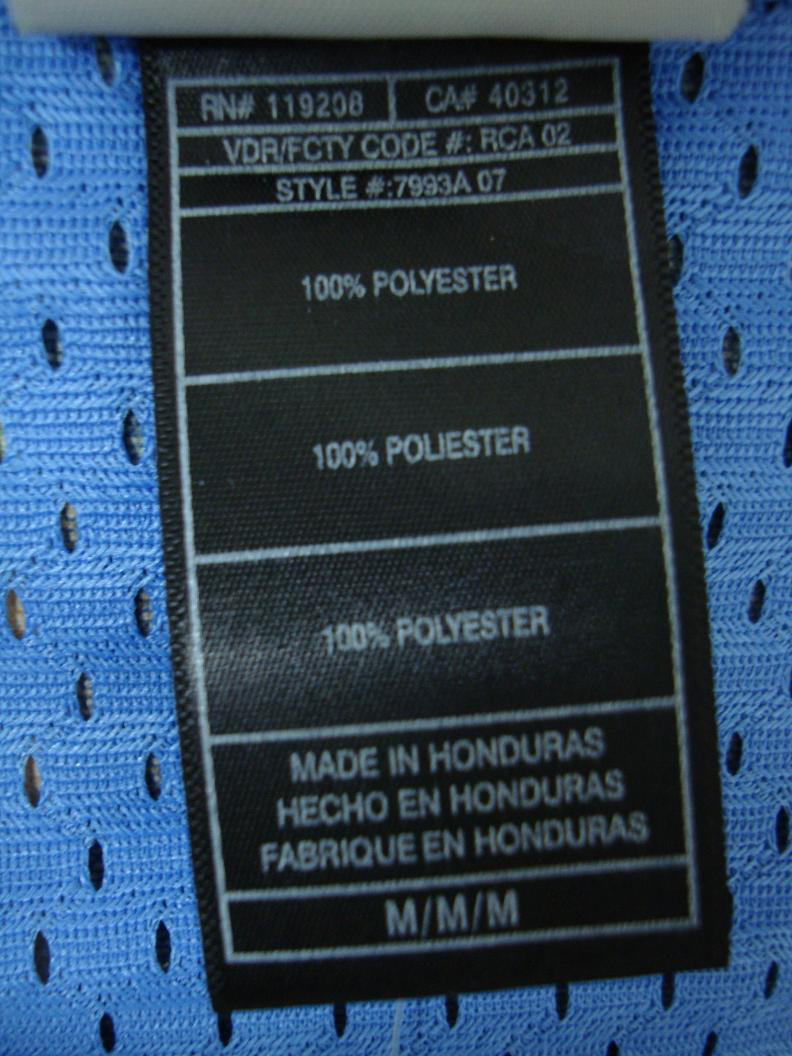 RN# 119208 CA# 40312
VDR/FCTY CODE #: RCA 02
STYLE #:7993A 07
100% POLYESTER
100% POLIESTER
100% POLYESTER
MADE IN HONDURAS
HECHO EN HONDURAS
FABRIQUE EN HONDURAS
M/M/M